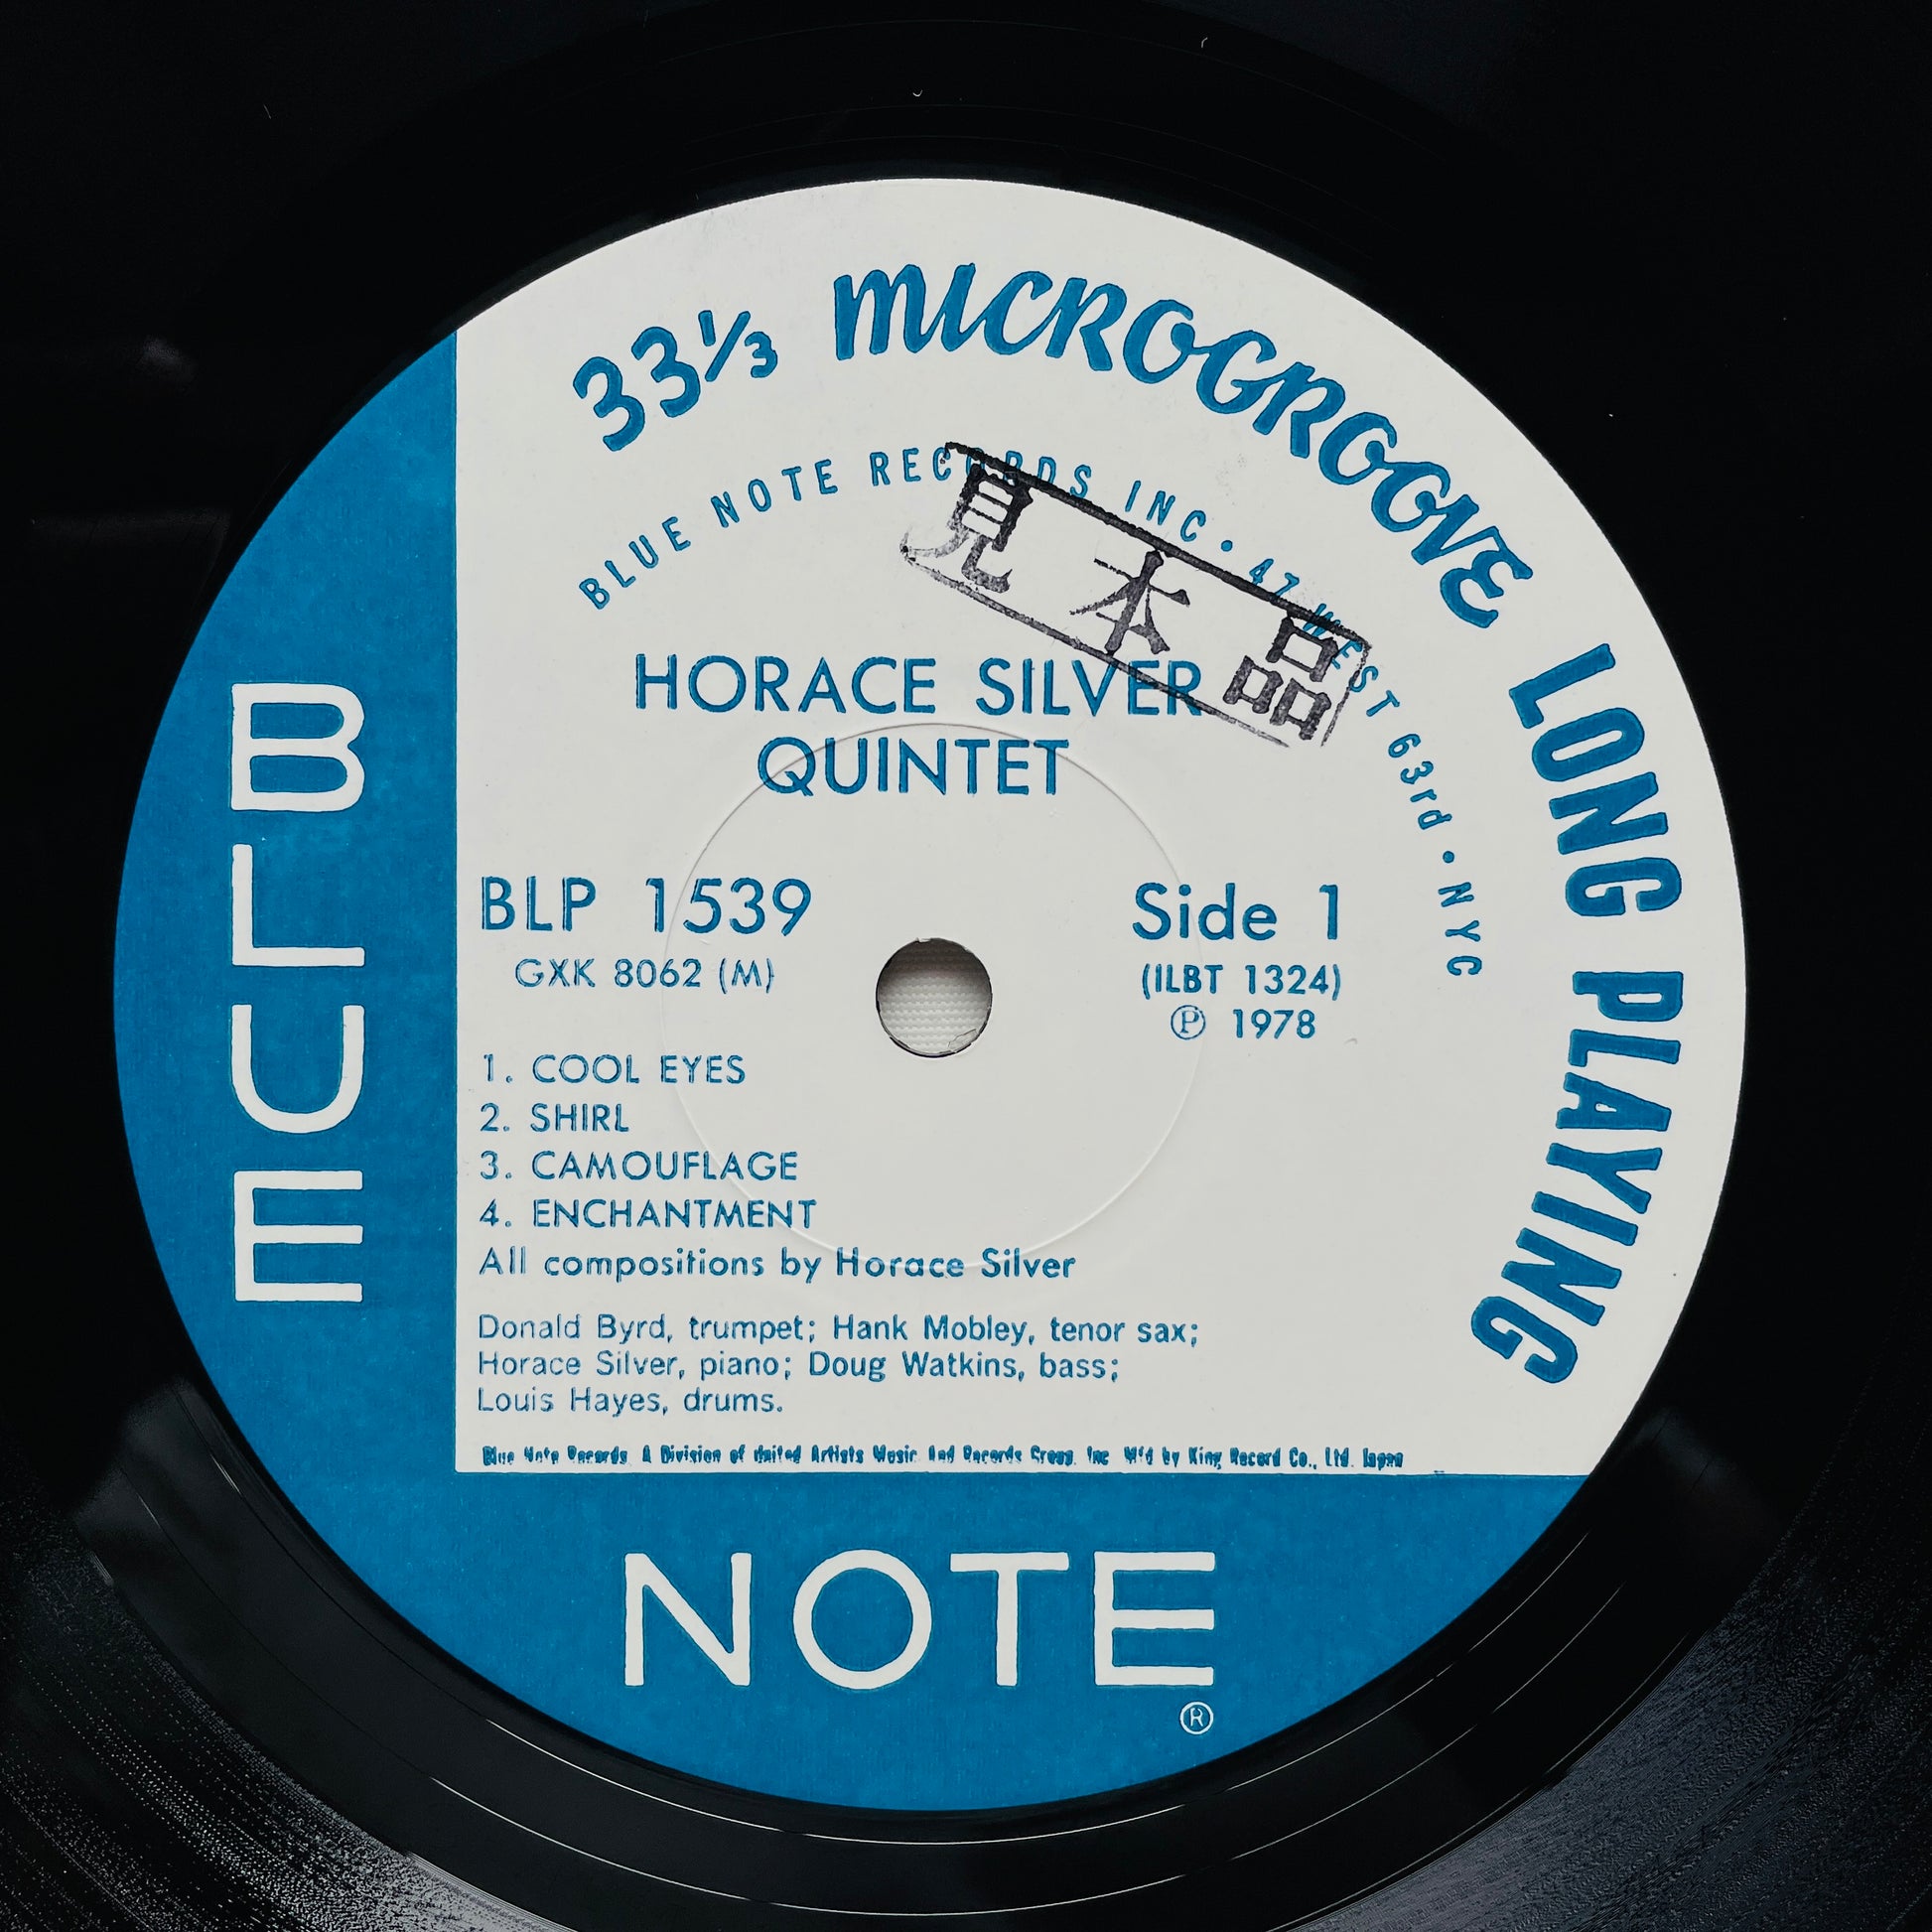 33⅓ MICROGROOVE LONG PLAYING
BLUE NOTE RECORDS INC • 47 WEST 63rd • NYC
見本品
HORACE SILVER
QUINTET
BLP 1539
Side 1
GXK 8062 (M)
(ILBT 1324)
Ⓟ 1978
1. COOL EYES
2. SHIRL
3. CAMOUFLAGE
4. ENCHANTMENT
All compositions by Horace Silver
Donald Byrd, trumpet; Hank Mobley, tenor sax;
Horace Silver, piano; Doug Watkins, bass;
Louis Hayes, drums.
Blue Note Records. A Division of United Artists Music And Records Group. Inc. M'f'd by King Record Co., Ltd. Japan
BLUE
NOTE
®